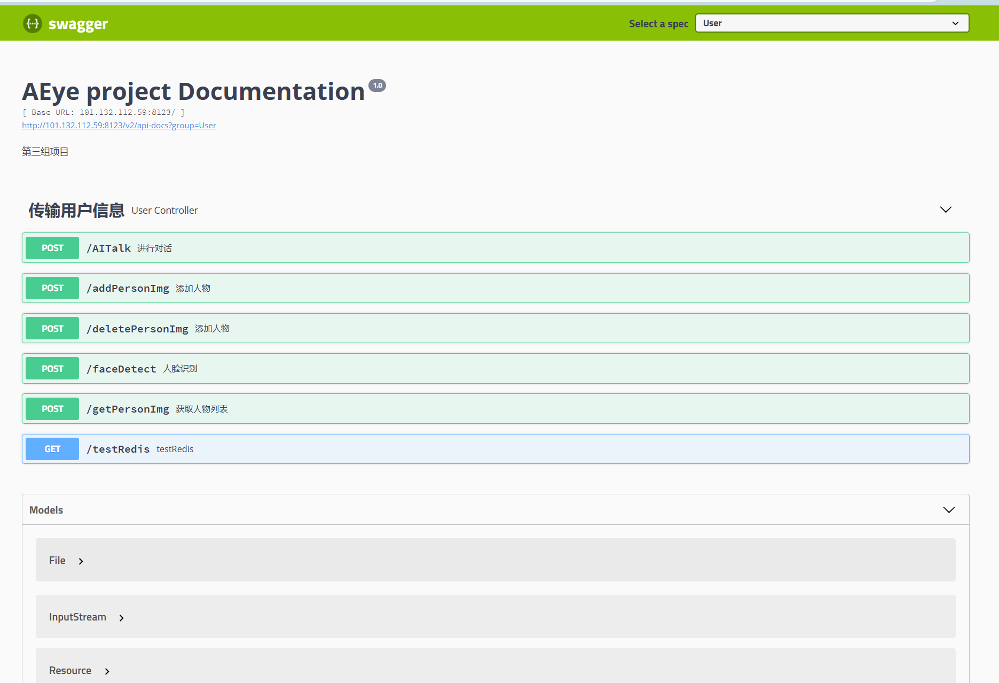 swagger
Select a spec
User
AEye project Documentation 1.0
[ Base URL: 101.132.112.59:8123/ ]
http://101.132.112.59:8123/v2/api-docs?group=User
第三组项目
传输用户信息 User Controller
POST /AITalk 进行对话
POST /addPersonImg 添加人物
POST /deletePersonImg 添加人物
POST /faceDetect 人脸识别
POST /getPersonImg 获取人物列表
GET /testRedis testRedis
Models
File
InputStream
Resource